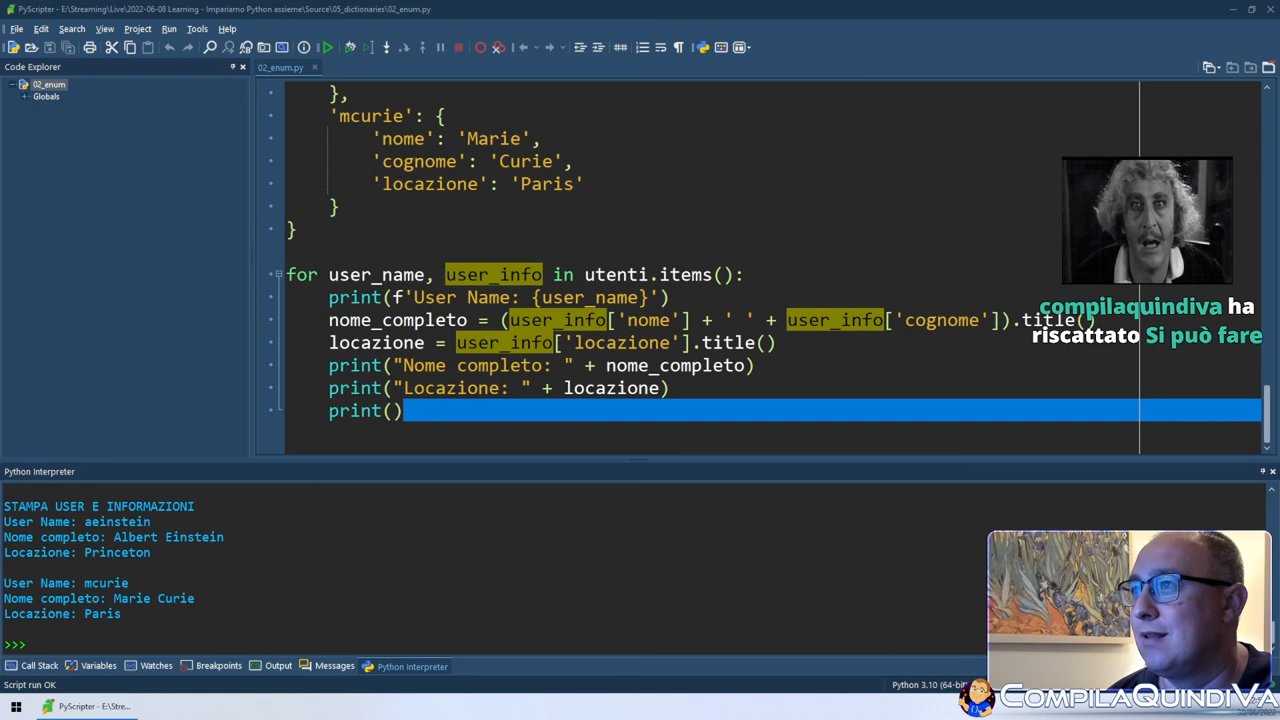 PyScripter - E:\Streaming\Live\2022-06-08 Learning - Impariamo Python assieme\Source\05_dictionaries\02_enum.py
File Edit Search View Project Run Tools Help
Code Explorer
02_enum.py
02_enum
Globals
},
'mcurie': {
'nome': 'Marie',
'cognome': 'Curie',
'locazione': 'Paris'
}
}
for user_name, user_info in utenti.items():
print(f'User Name: {user_name}')
nome_completo = (user_info['nome'] + ' ' + user_info['cognome']).title()
locazione = user_info['locazione'].title()
print("Nome completo: " + nome_completo)
print("Locazione: " + locazione)
print()
compilaquindiva ha
riscattato Si può fare
Python Interpreter
STAMPA USER E INFORMAZIONI
User Name: aeinstein
Nome completo: Albert Einstein
Locazione: Princeton
User Name: mcurie
Nome completo: Marie Curie
Locazione: Paris
>>>
Call Stack Variables Watches Breakpoints Output Messages Python Interpreter
Script run OK
Python 3.10 (64-bit)
PyScripter - E:\Stre...
COMPILAQUINDIVA